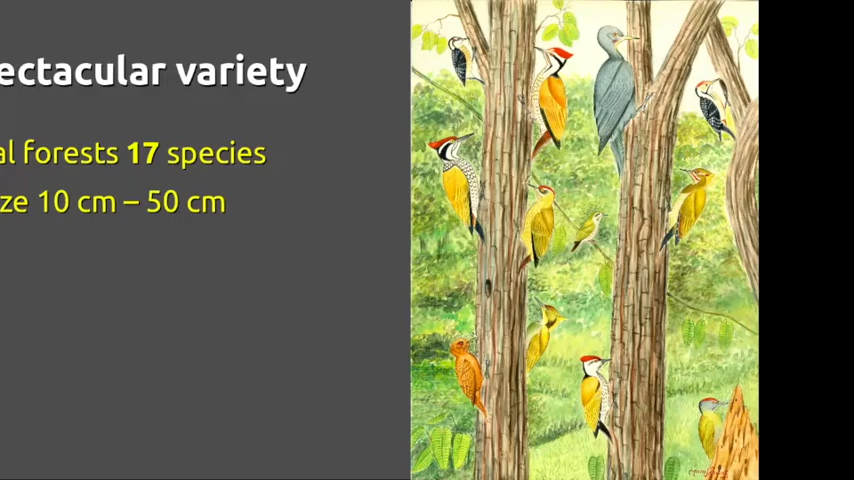 ectacular variety
al forests 17 species
ze 10 cm – 50 cm